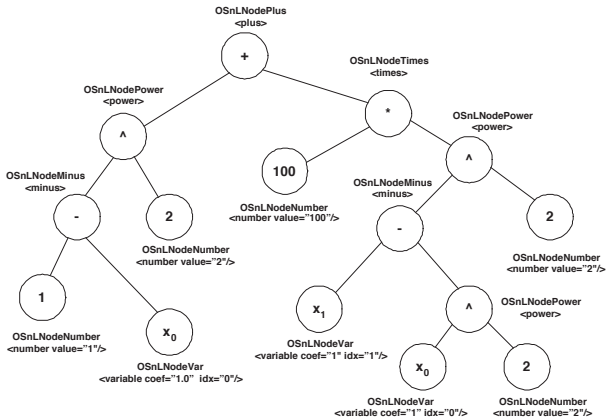 OSnLNodePlus
<plus>
+
OSnLNodeTimes
<times>
*
OSnLNodePower
<power>
^
OSnLNodePower
<power>
^
100
OSnLNodeNumber
<number value="100"/>
OSnLNodeMinus
<minus>
-
2
OSnLNodeNumber
<number value="2"/>
OSnLNodeMinus
<minus>
-
2
OSnLNodeNumber
<number value="2"/>
1
OSnLNodeNumber
<number value="1"/>
x0
OSnLNodeVar
<variable coef="1.0" idx="0"/>
x1
OSnLNodeVar
<variable coef="1" idx="1"/>
^
OSnLNodePower
<power>
x0
OSnLNodeVar
<variable coef="1" idx="0"/>
2
OSnLNodeNumber
<number value="2"/>